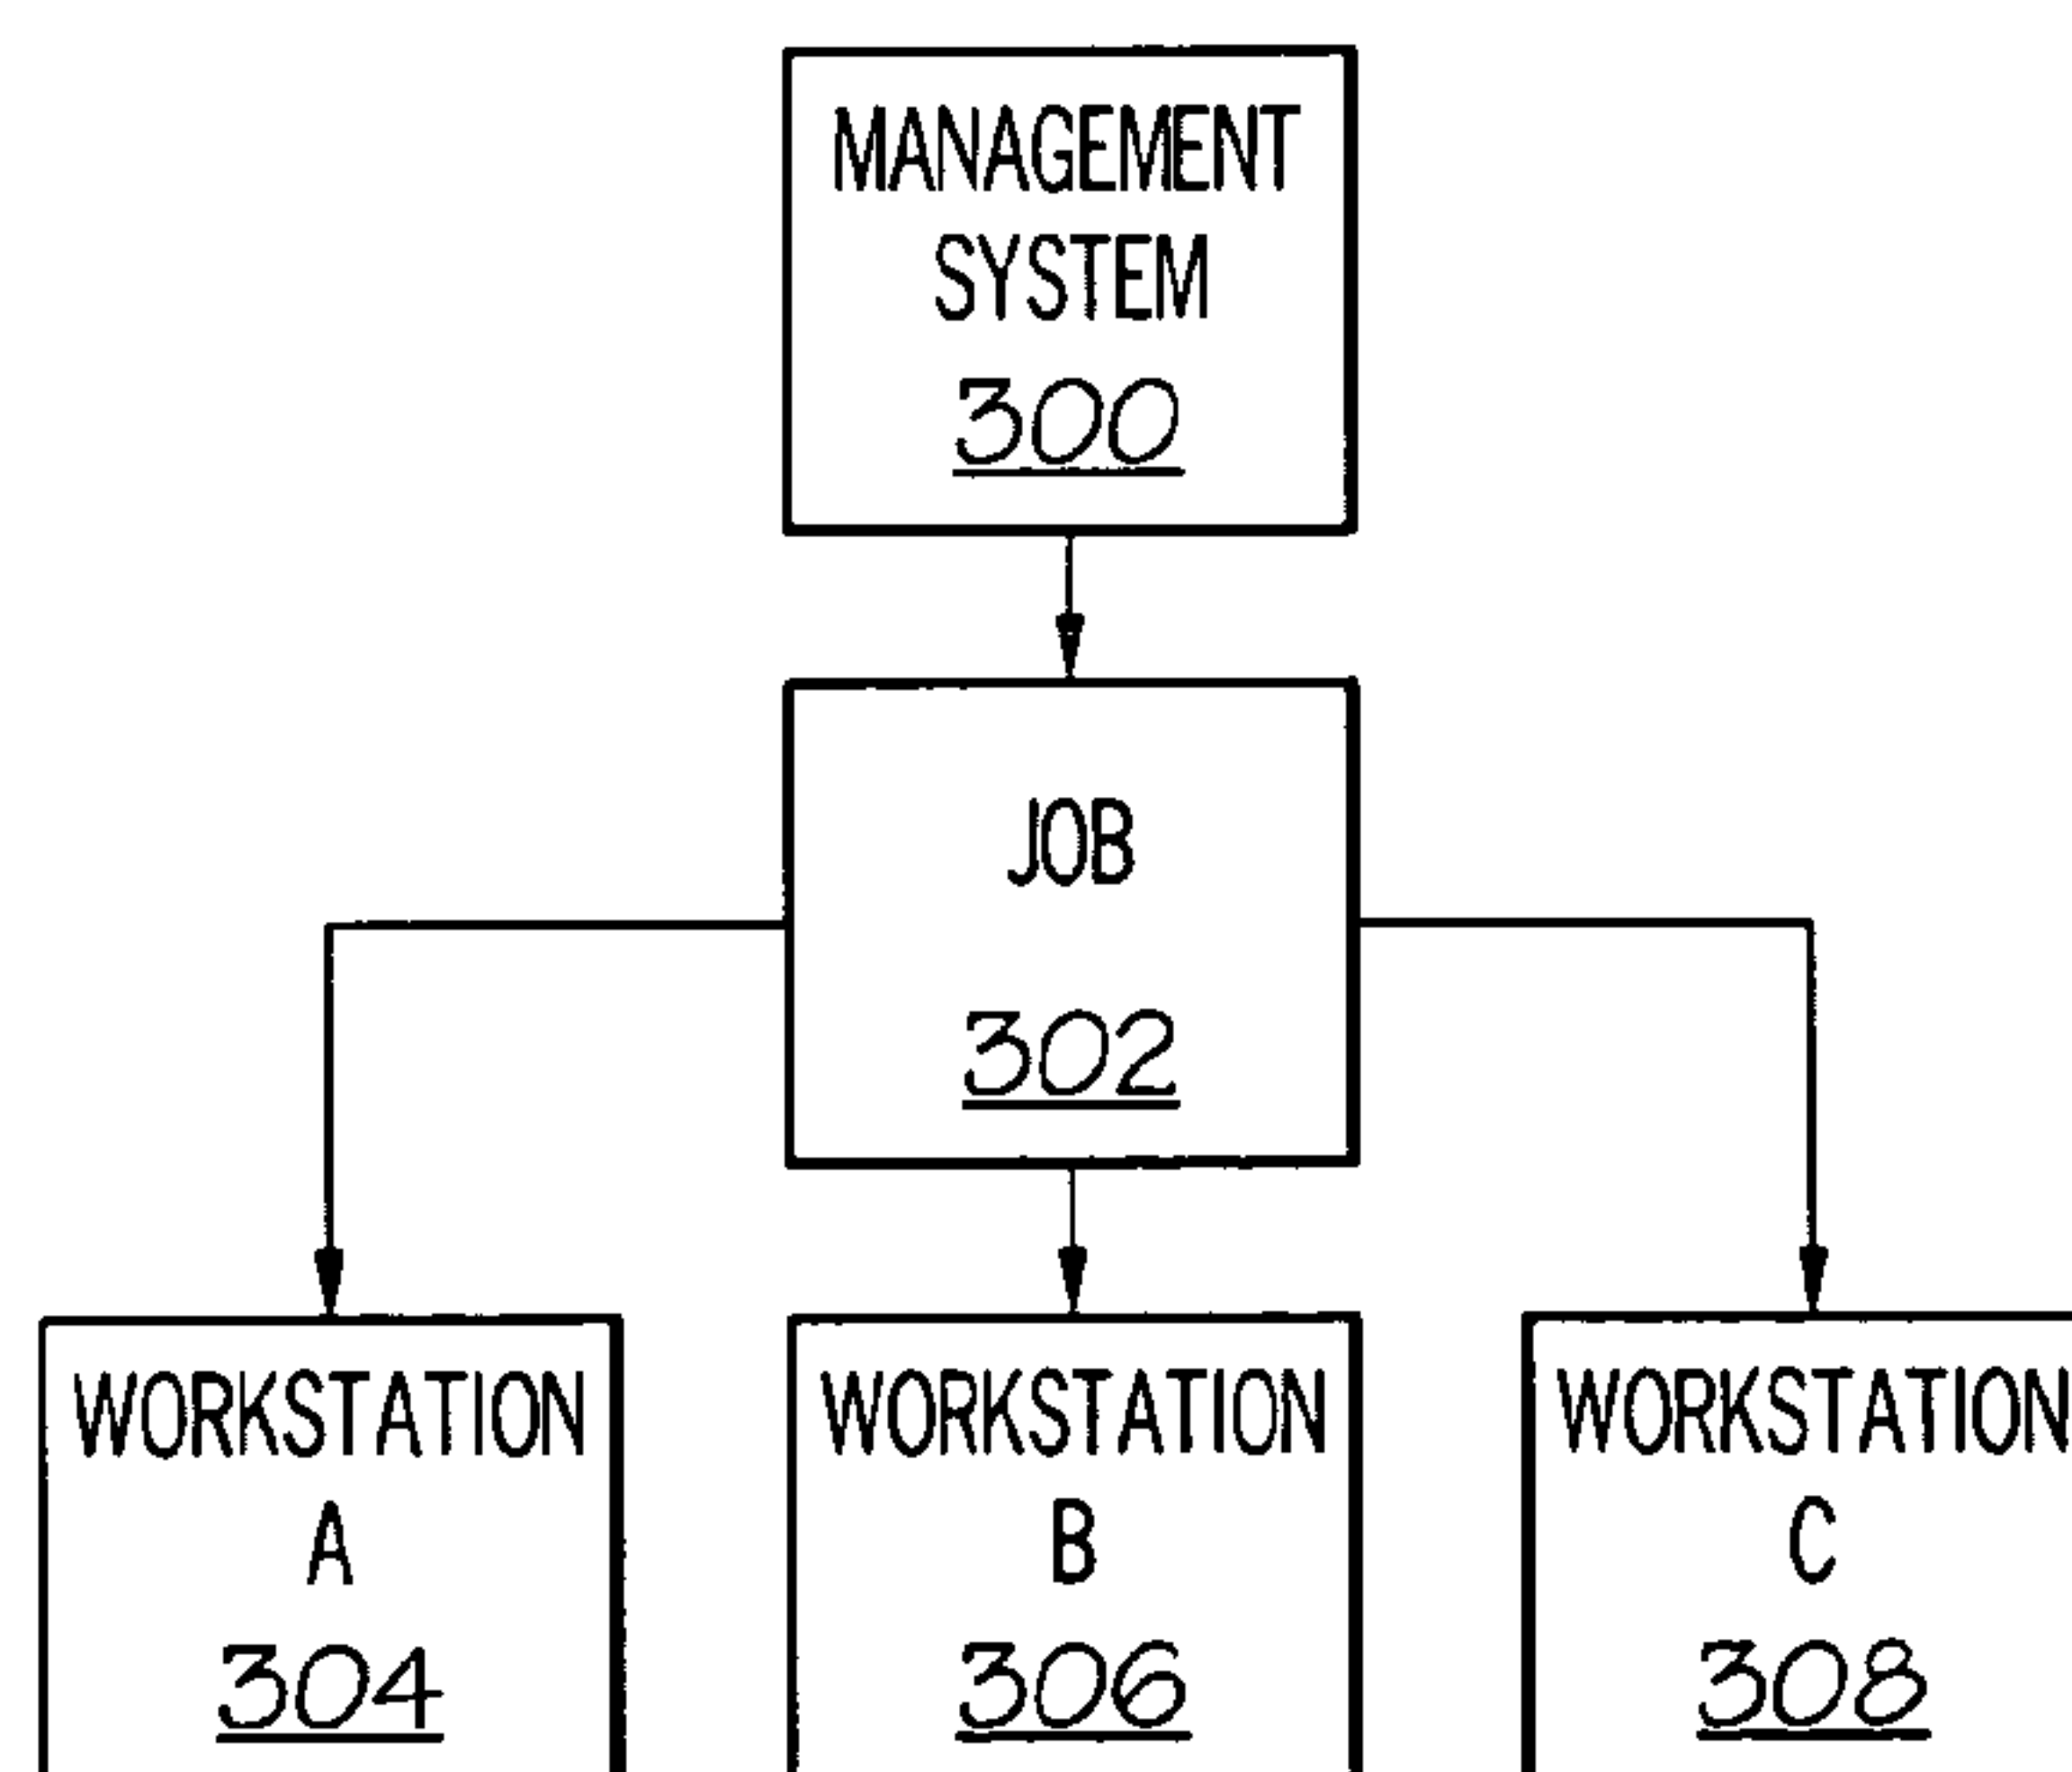 MANAGEMENT
SYSTEM
300
JOB
302
WORKSTATION
A
304
WORKSTATION
B
306
WORKSTATION
C
308